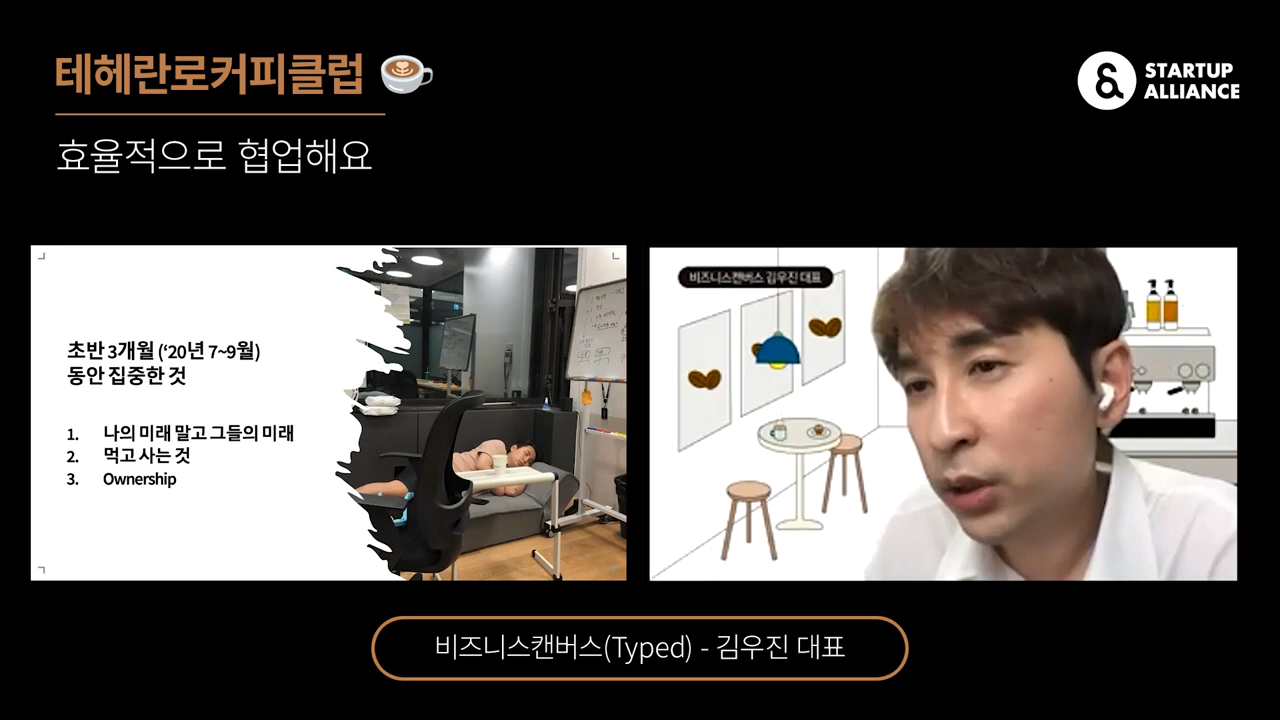 테헤란로커피클럽
STARTUP
ALLIANCE
효율적으로 협업해요
초반 3개월 (‘20년 7~9월)
동안 집중한 것
1. 나의 미래 말고 그들의 미래
2. 먹고 사는 것
3. Ownership
비즈니스캔버스 김우진 대표
비즈니스캔버스(Typed) - 김우진 대표